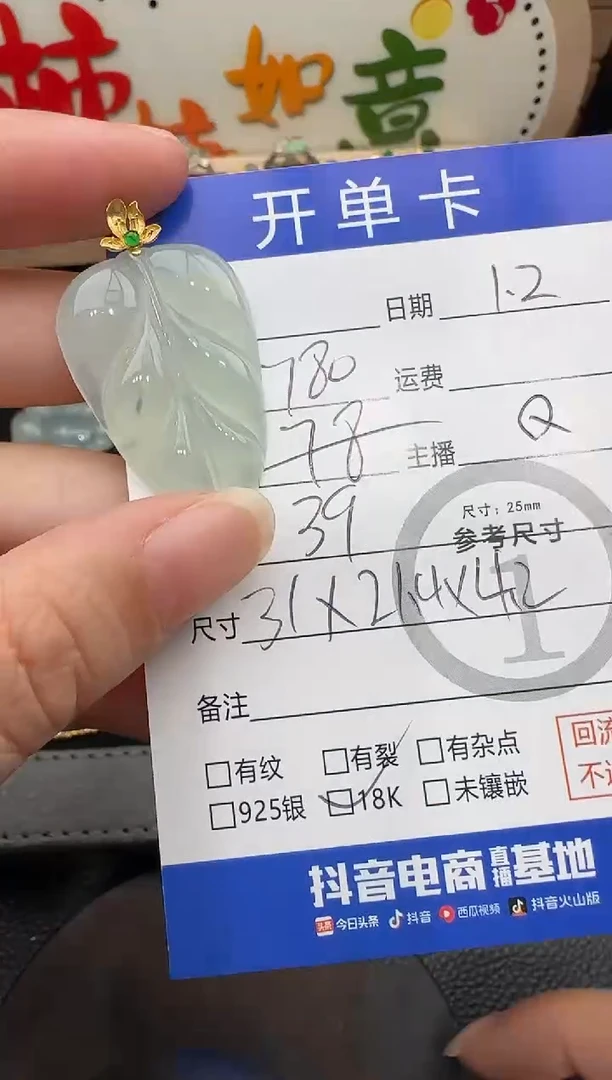 如意
开单卡
日期 1.2
780 运费
78 主播 Q
尺寸：25mm
39 参考尺寸
1
尺寸 31X21.4X4.2
备注
□有纹 □有裂 □有杂点
□925银 □18K □未镶嵌
回流
不
抖音电商直播基地
头条 今日头条 抖音 西瓜视频 抖音火山版